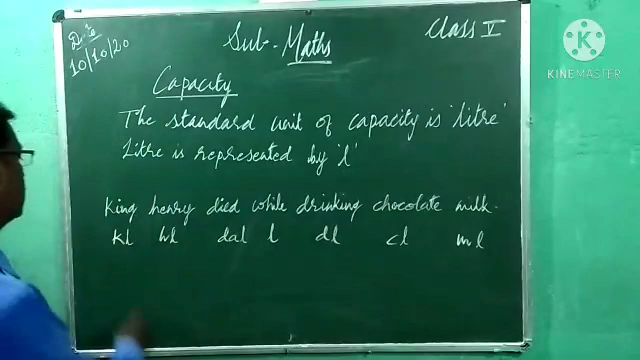 Date
10/10/20
Sub- Maths
Class V
Capacity
The standard unit of capacity is 'litre'
Litre is represented by 'l'
King henry died while drinking chocolate milk.
kl hl dal l dl cl ml
KINEMASTER